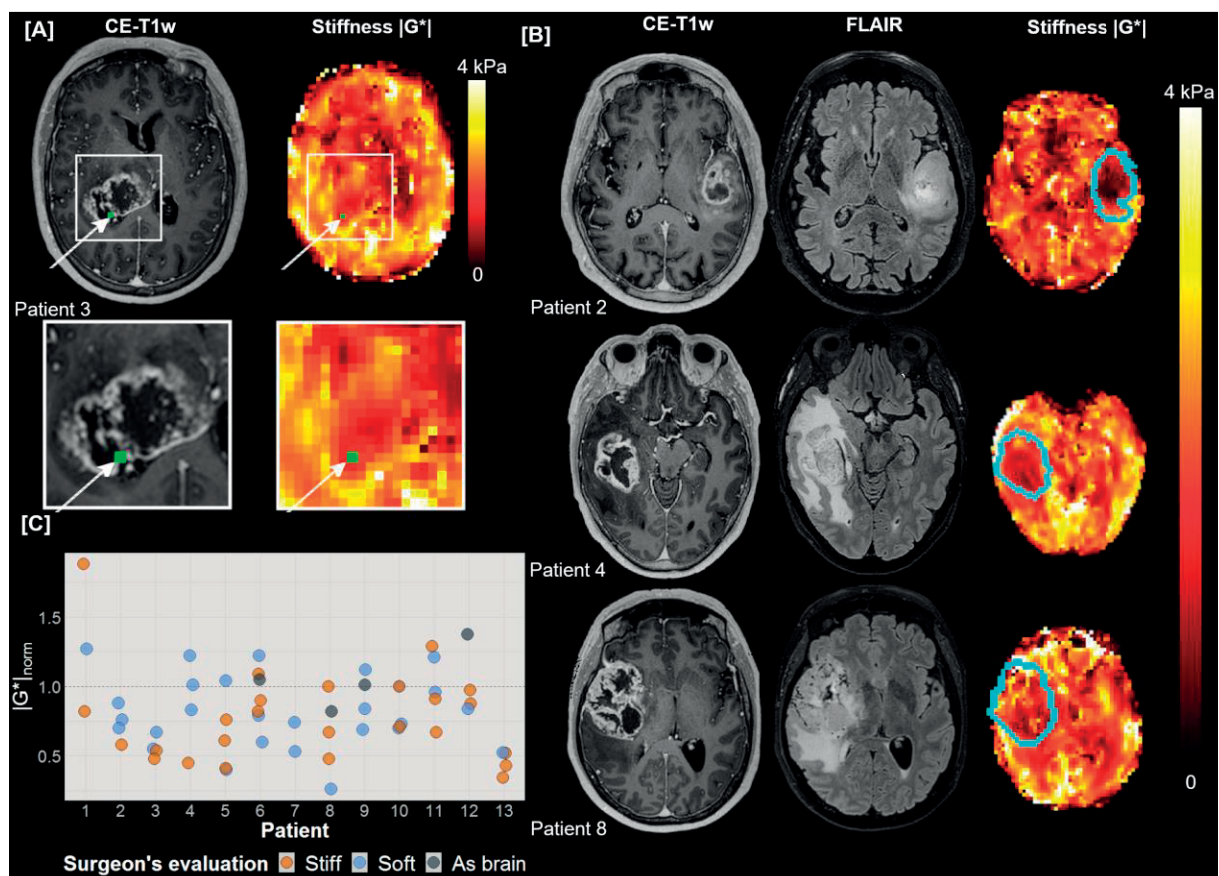 [A]
CE-T1w
Stiffness |G*|
4 kPa
0
Patient 3
[B]
CE-T1w
FLAIR
Stiffness |G*|
4 kPa
Patient 2
Patient 4
Patient 8
0
[C]
|G*|norm
1.5
1.0
0.5
1 2 3 4 5 6 7 8 9 10 11 12 13
Patient
Surgeon's evaluation Stiff Soft As brain